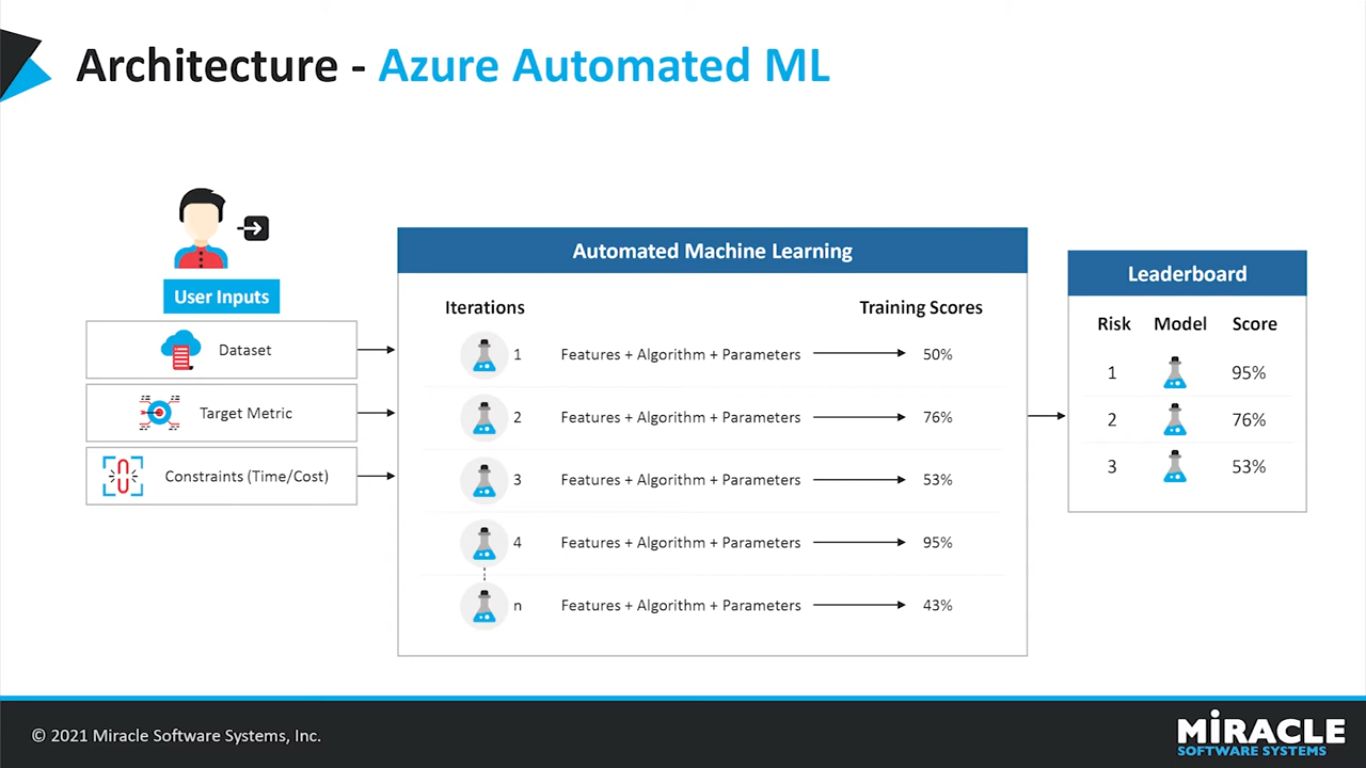 Architecture - Azure Automated ML
User Inputs
Dataset
Target Metric
Constraints (Time/Cost)
Automated Machine Learning
Iterations Training Scores
1 Features + Algorithm + Parameters 50%
2 Features + Algorithm + Parameters 76%
3 Features + Algorithm + Parameters 53%
4 Features + Algorithm + Parameters 95%
n Features + Algorithm + Parameters 43%
Leaderboard
Risk Model Score
1 95%
2 76%
3 53%
© 2021 Miracle Software Systems, Inc.
MiRACLE
SOFTWARE SYSTEMS